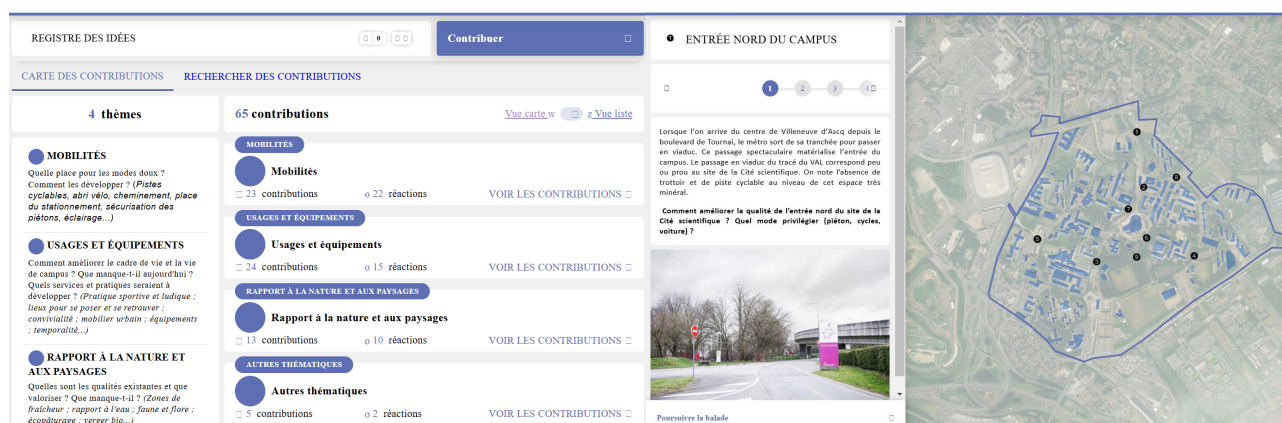 REGISTRE DES IDÉES
0
Contribuer
CARTE DES CONTRIBUTIONS
RECHERCHER DES CONTRIBUTIONS
4 thèmes
MOBILITÉS
Quelle place pour les modes doux ?
Comment les développer ? (Pistes
cyclables, abri vélo, cheminement, place
du stationnement, sécurisation des
piétons, éclairage...)
USAGES ET ÉQUIPEMENTS
Comment améliorer le cadre de vie et la vie
de campus ? Que manque-t-il aujourd'hui ?
Quels services et pratiques seraient à
développer ? (Pratique sportive et ludique ;
lieux pour se poser et se retrouver ;
convivialité ; mobilier urbain ; équipements
; temporalité...)
RAPPORT À LA NATURE ET
AUX PAYSAGES
Quelles sont les qualités existantes et que
valoriser ? Que manque-t-il ? (Zones de
fraîcheur ; rapport à l'eau ; faune et flore ;
écopâturage ; verger bio...)
65 contributions
Vue carte w z Vue liste
MOBILITÉS
Mobilités
23 contributions o 22 réactions VOIR LES CONTRIBUTIONS
USAGES ET ÉQUIPEMENTS
Usages et équipements
24 contributions o 15 réactions VOIR LES CONTRIBUTIONS
RAPPORT À LA NATURE ET AUX PAYSAGES
Rapport à la nature et aux paysages
13 contributions o 10 réactions VOIR LES CONTRIBUTIONS
AUTRES THÉMATIQUES
Autres thématiques
5 contributions o 2 réactions VOIR LES CONTRIBUTIONS
1 ENTRÉE NORD DU CAMPUS
1 2 3 4
Lorsque l'on arrive du centre de Villeneuve d'Ascq depuis le
boulevard de Tournai, le métro sort de sa tranchée pour passer
en viaduc. Ce passage spectaculaire matérialise l'entrée du
campus. Le passage en viaduc du tracé du VAL correspond peu
ou prou au site de la Cité scientifique. On note l'absence de
trottoir et de piste cyclable au niveau de cet espace très
minéral.
Comment améliorer la qualité de l'entrée nord du site de la
Cité scientifique ? Quel mode privilégier (piéton, cycles,
voiture) ?
Poursuivre la balade
1
2
7
5
3
9
4